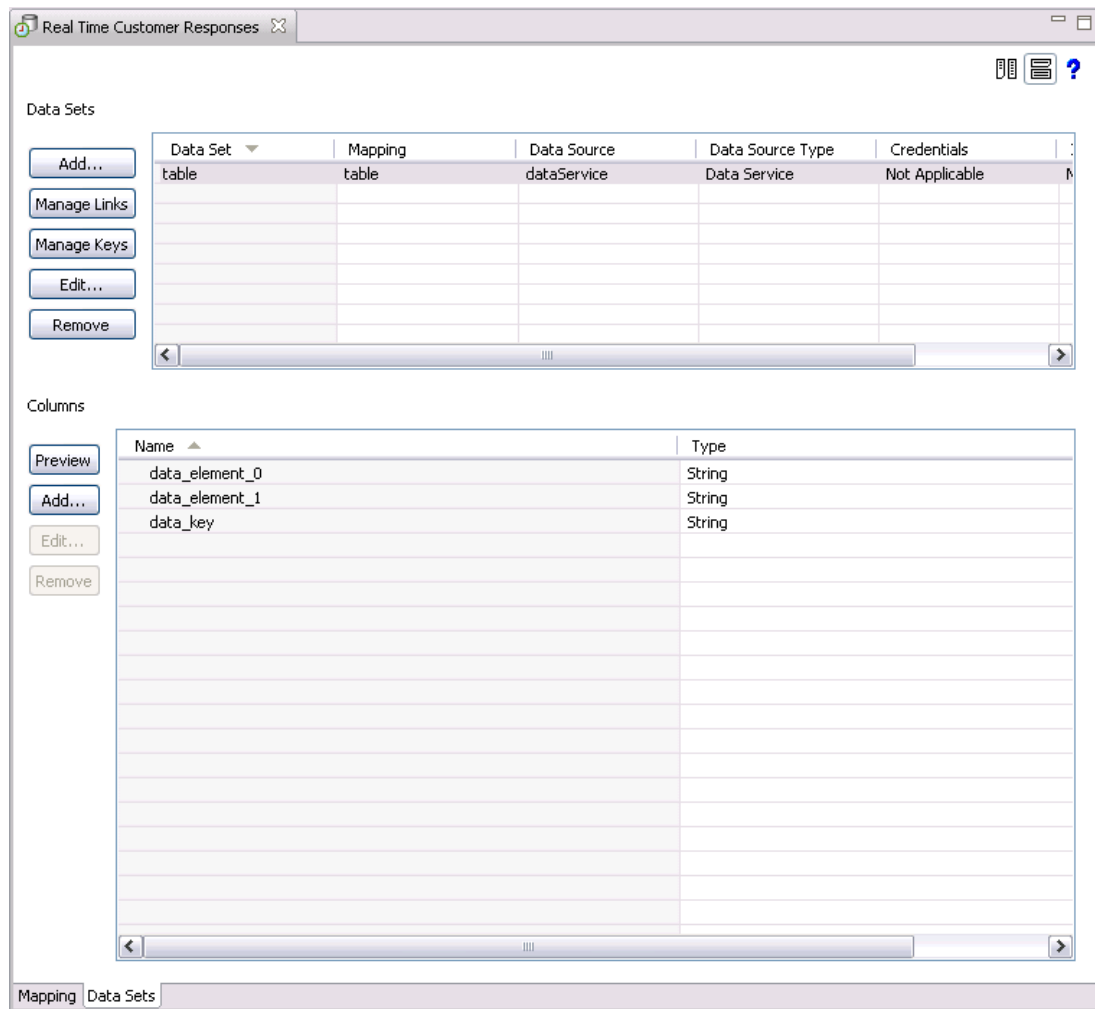 Real Time Customer Responses
?
Data Sets
Add...
Manage Links
Manage Keys
Edit...
Remove
Data Set Mapping Data Source Data Source Type Credentials
table table dataService Data Service Not Applicable
Columns
Preview
Add...
Edit...
Remove
Name Type
data_element_0 String
data_element_1 String
data_key String
Mapping Data Sets